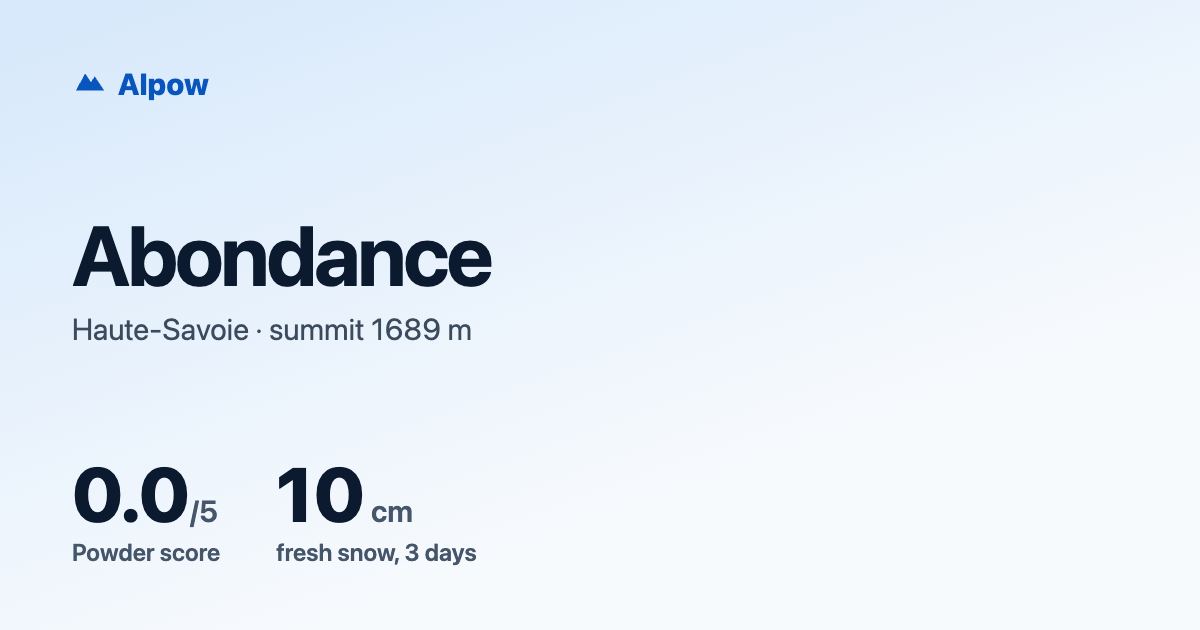 Alpow
Abondance
Haute-Savoie · summit 1689 m
0.0/5 10 cm
Powder score fresh snow, 3 days